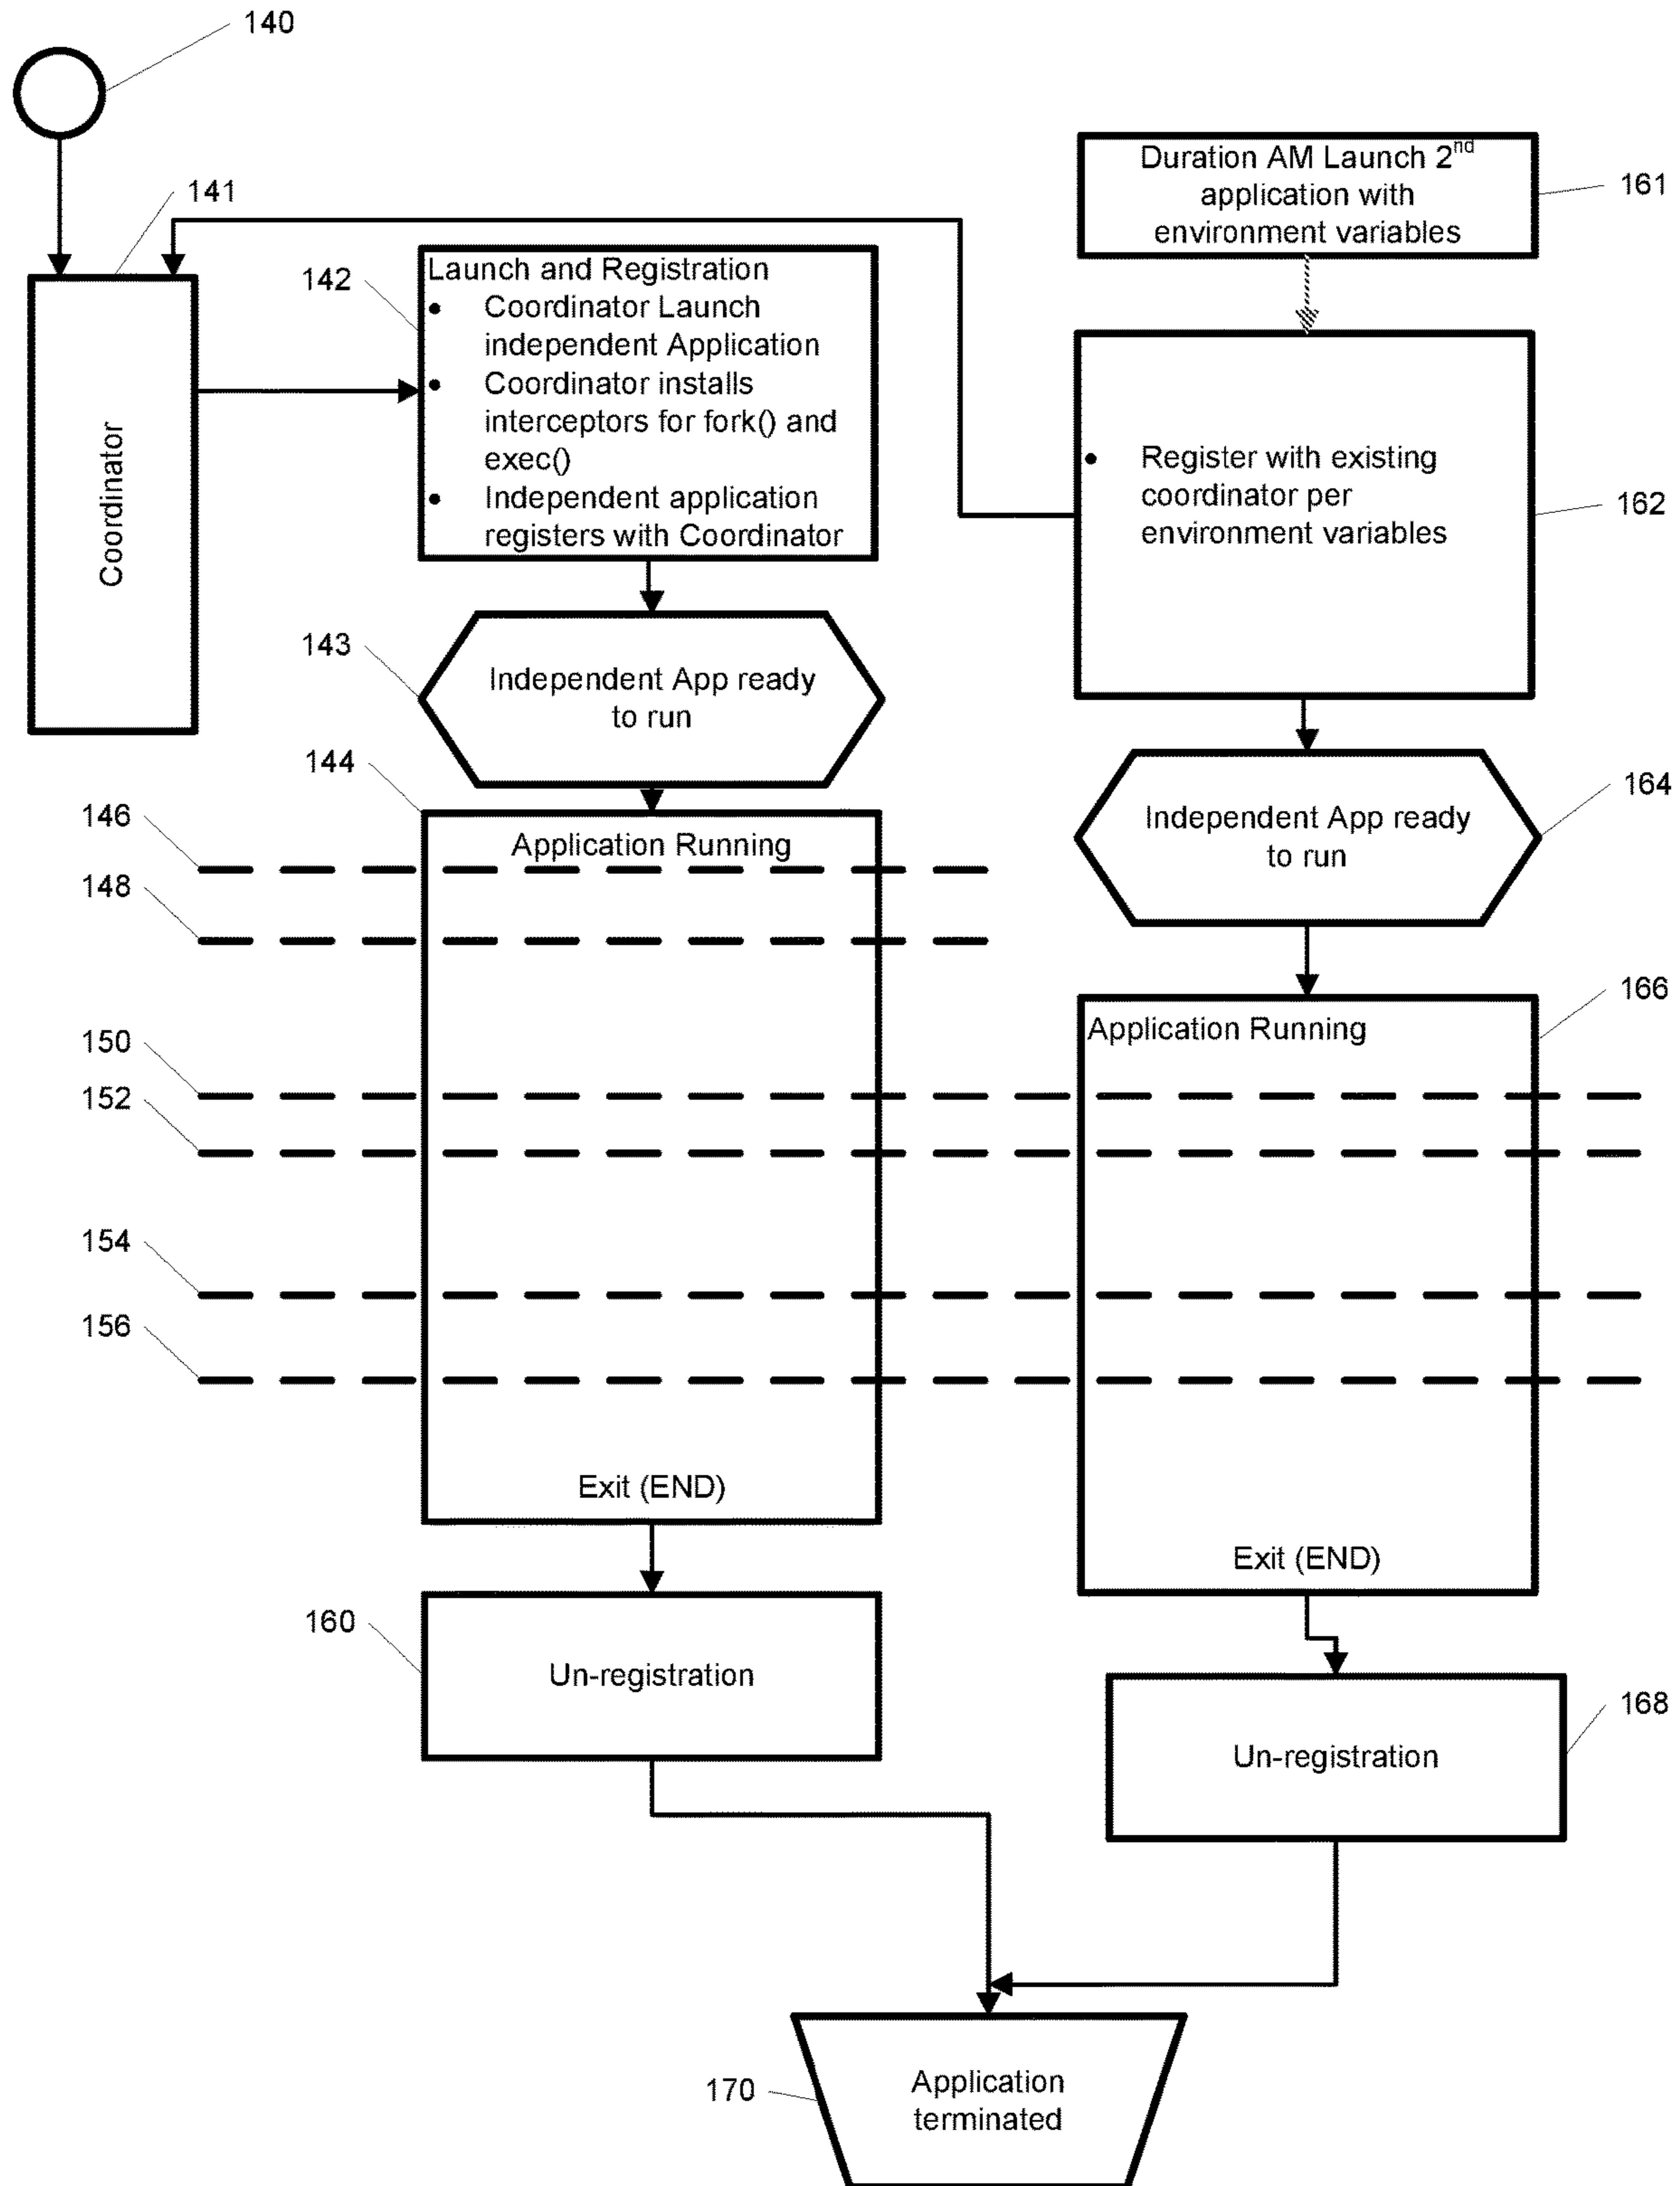 140
141
Coordinator
142
Launch and Registration
• Coordinator Launch
independent Application
• Coordinator installs
interceptors for fork() and
exec()
• Independent application
registers with Coordinator
Duration AM Launch 2nd
application with
environment variables
161
• Register with existing
coordinator per
environment variables
162
143
Independent App ready
to run
144
Application Running
146
148
150
152
154
156
Exit (END)
164
Independent App ready
to run
166
Application Running
Exit (END)
160
Un-registration
168
Un-registration
170
Application
terminated